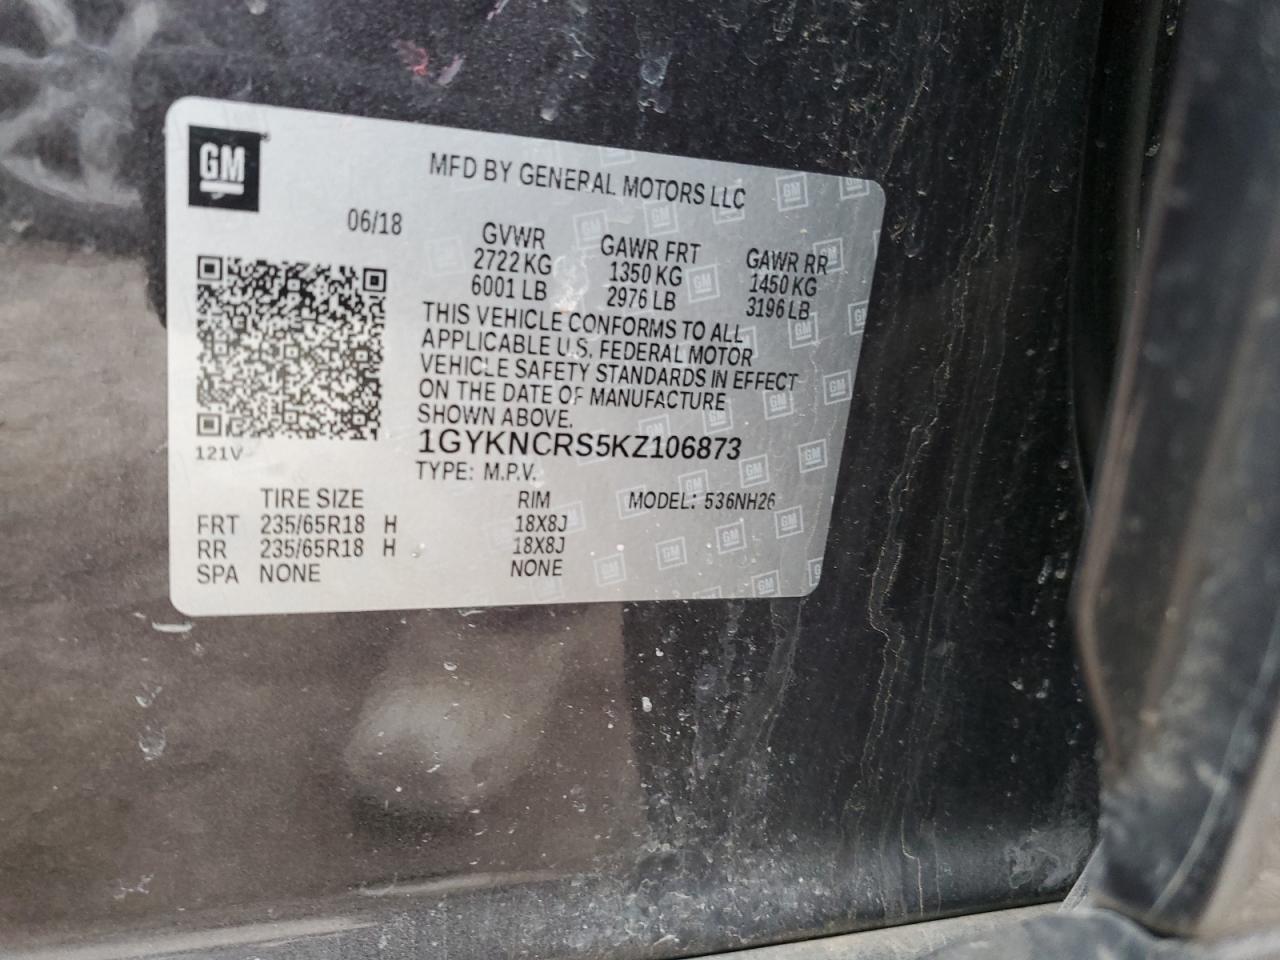 GM
MFD BY GENERAL MOTORS LLC
06/18
GVWR GAWR FRT GAWR RR
2722 KG 1350 KG 1450 KG
6001 LB 2976 LB 3196 LB
THIS VEHICLE CONFORMS TO ALL
APPLICABLE U.S. FEDERAL MOTOR
VEHICLE SAFETY STANDARDS IN EFFECT
ON THE DATE OF MANUFACTURE
SHOWN ABOVE.
1GYKNCRS5KZ106873
121V
TYPE: M.P.V.
TIRE SIZE RIM MODEL: 536NH26
FRT 235/65R18 H 18X8J
RR 235/65R18 H 18X8J
SPA NONE NONE